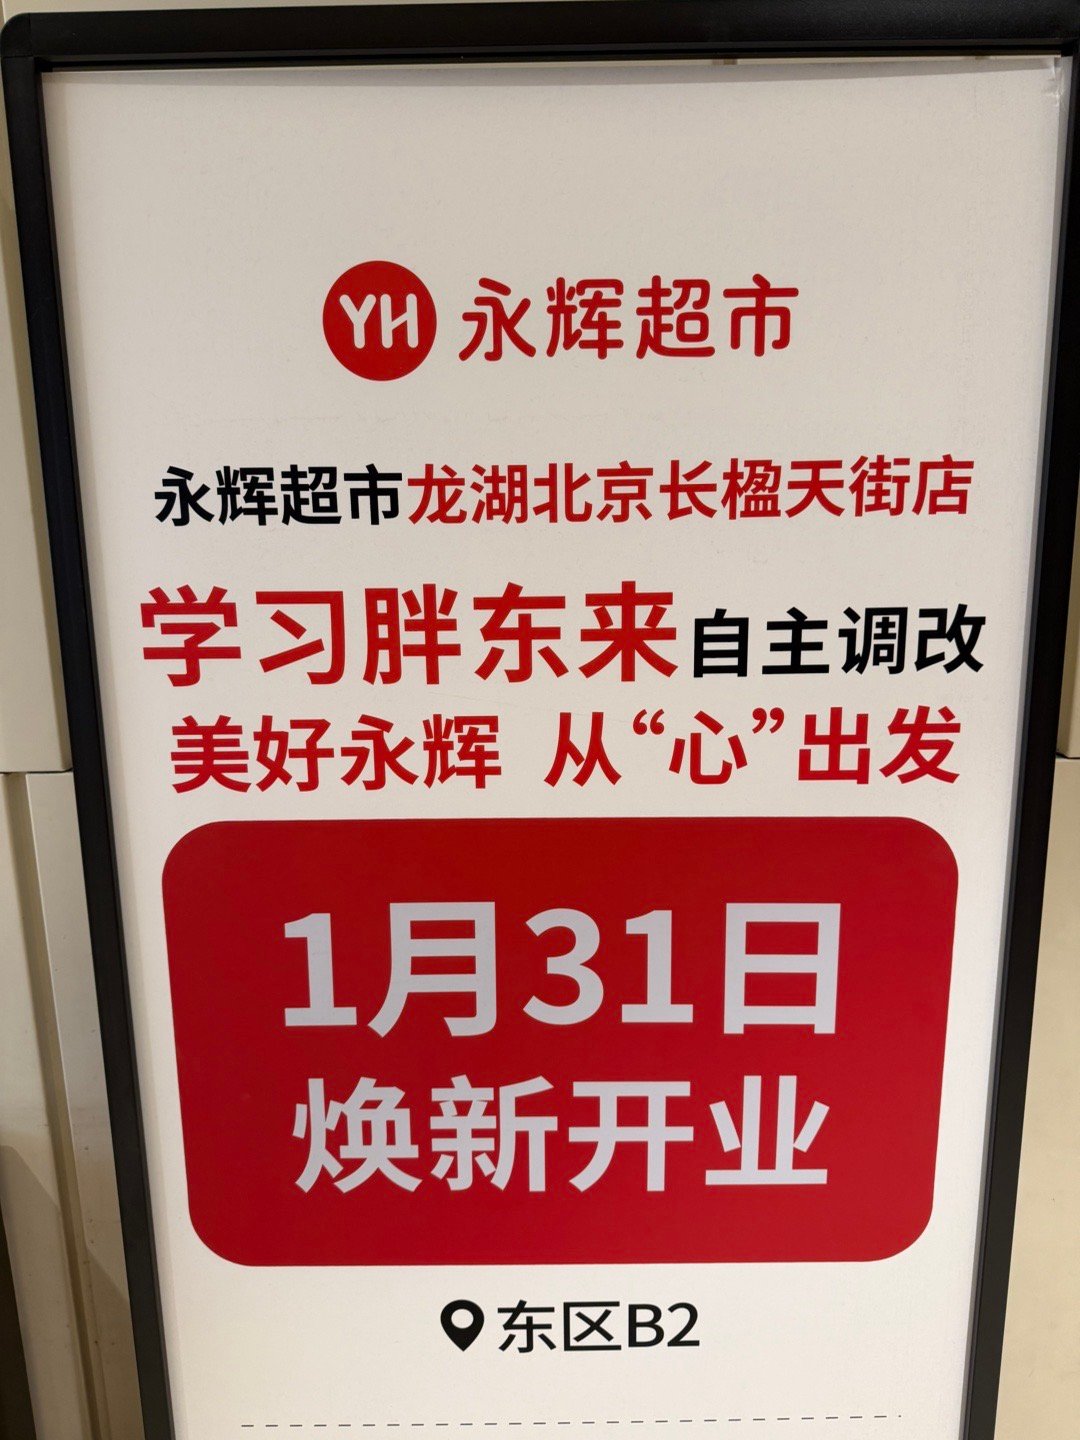 YH 永辉超市
永辉超市龙湖北京长楹天街店
学习胖东来自主调改
美好永辉 从“心”出发
1月31日
焕新开业
东区B2